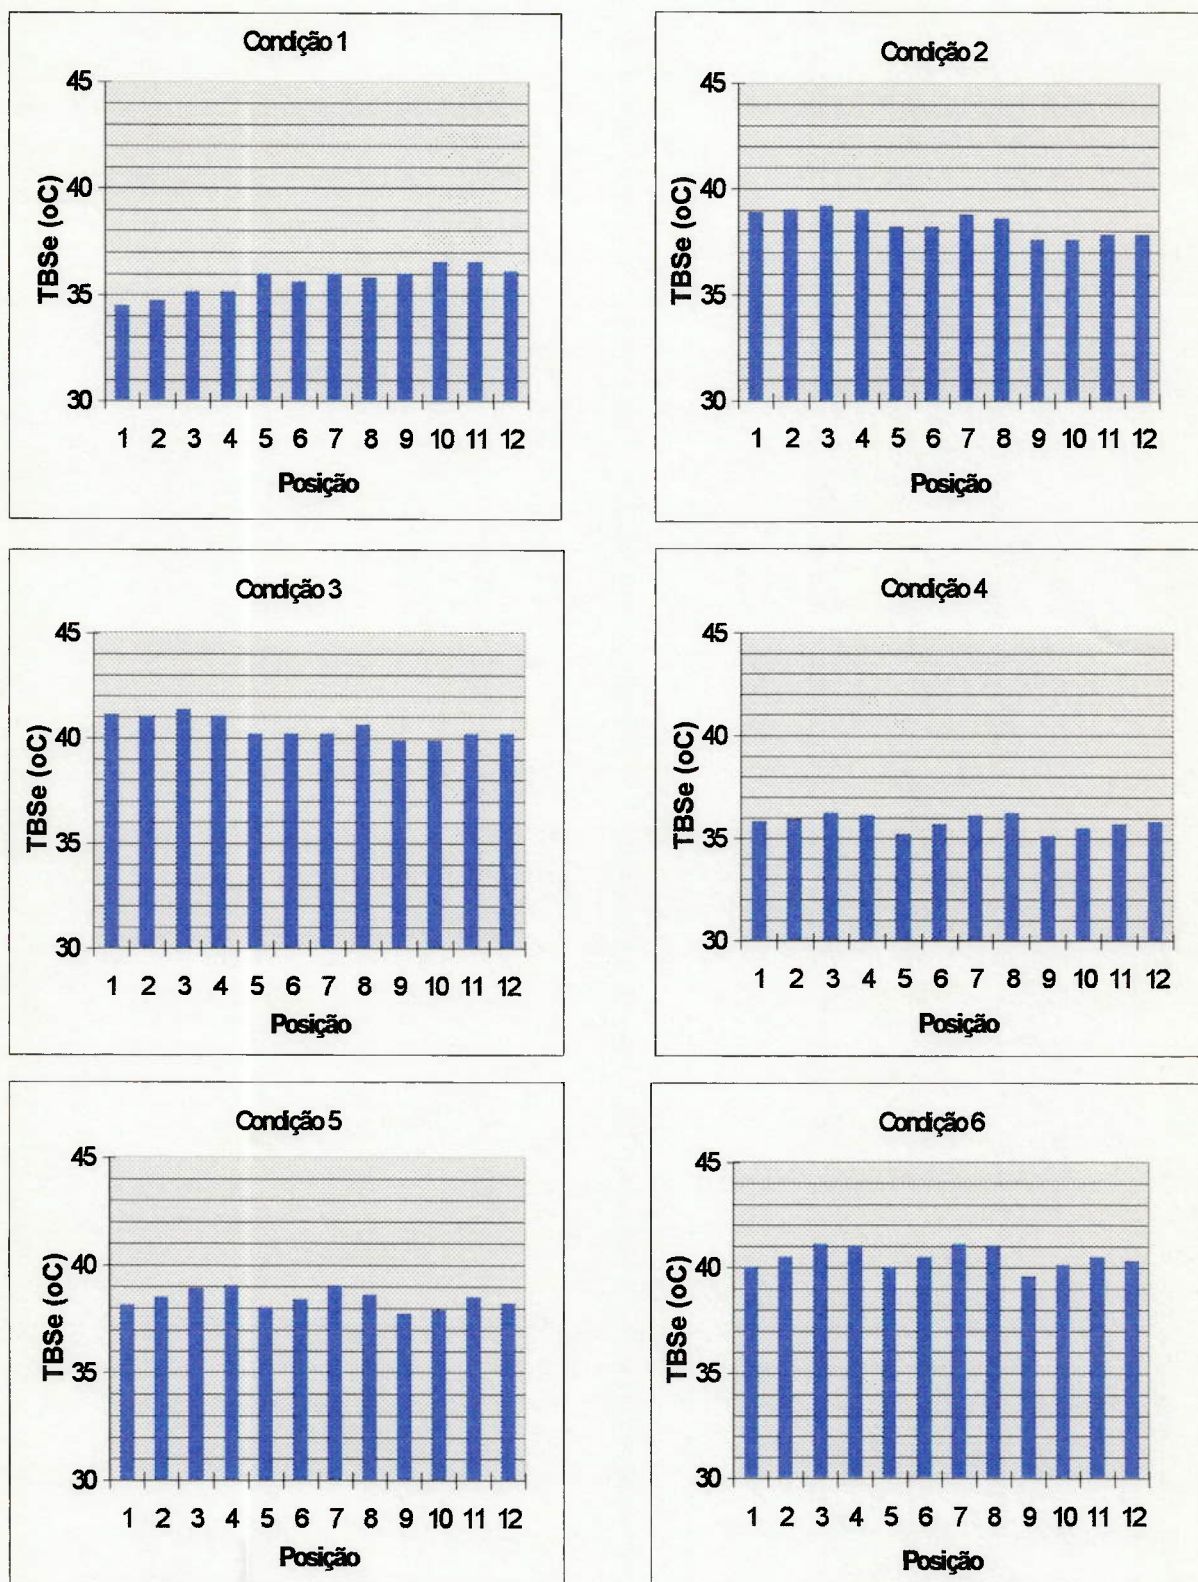 Condição 1
45
40
35
30
TBSe (oC)
1 2 3 4 5 6 7 8 9 10 11 12
Posição
Condição 2
45
40
35
30
TBSe (oC)
1 2 3 4 5 6 7 8 9 10 11 12
Posição
Condição 3
45
40
35
30
TBSe (oC)
1 2 3 4 5 6 7 8 9 10 11 12
Posição
Condição 4
45
40
35
30
TBSe (oC)
1 2 3 4 5 6 7 8 9 10 11 12
Posição
Condição 5
45
40
35
30
TBSe (oC)
1 2 3 4 5 6 7 8 9 10 11 12
Posição
Condição 6
45
40
35
30
TBSe (oC)
1 2 3 4 5 6 7 8 9 10 11 12
Posição